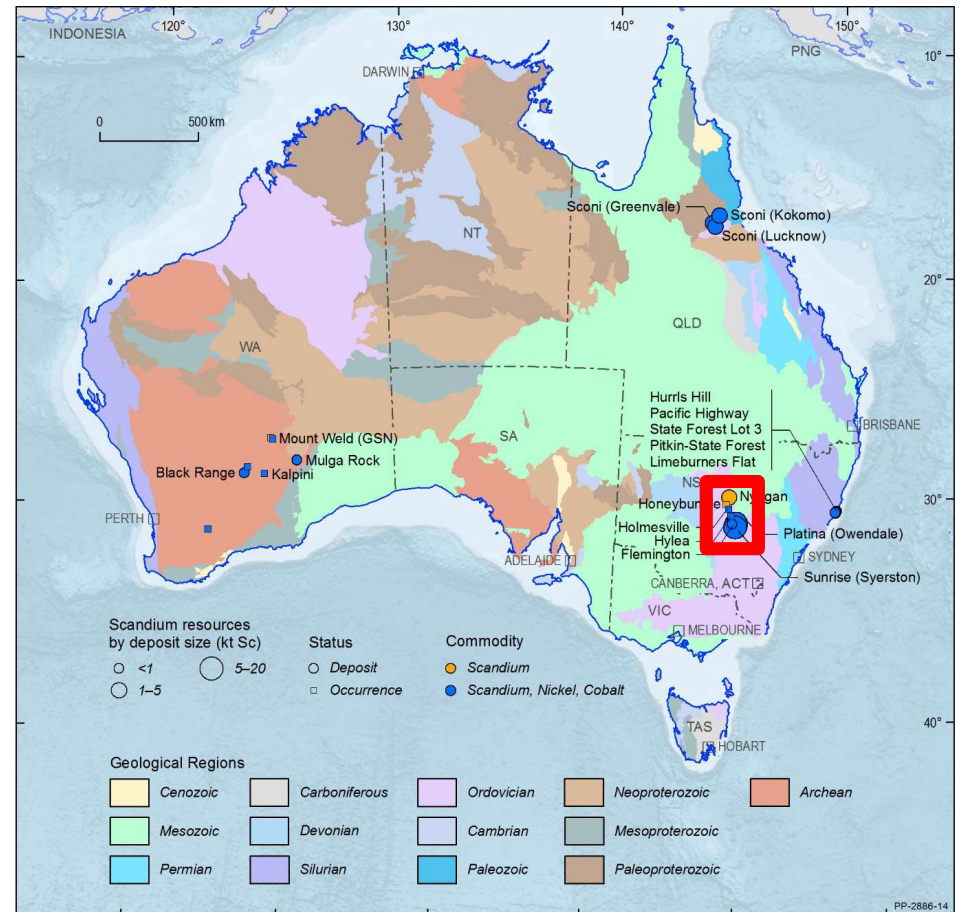 INDONESIA
120°
130°
140°
150°
PNG
10°
DARWIN
0 500 km
Sconi (Greenvale)
Sconi (Kokomo)
Sconi (Lucknow)
NT
20°
QLD
WA
Hurrls Hill
Pacific Highway
State Forest Lot 3
Pitkin-State Forest
Limeburners Flat
BRISBANE
SA
Mount Weld (GSN)
Mulga Rock
Black Range
Kalpini
30°
PERTH
Honeybun
Holmesville
Hylea
Flemington
Platina (Owendale)
SYDNEY
ADELAIDE
Sunrise (Syerston)
CANBERRA, ACT
VIC
MELBOURNE
Scandium resources
by deposit size (kt Sc)
<1
5–20
1–5
Status
Deposit
Occurrence
Commodity
Scandium
Scandium, Nickel, Cobalt
40°
TAS
HOBART
Geological Regions
Cenozoic
Carboniferous
Ordovician
Neoproterozoic
Archean
Mesozoic
Devonian
Cambrian
Mesoproterozoic
Permian
Silurian
Paleozoic
Paleoproterozoic
PP-2886-14